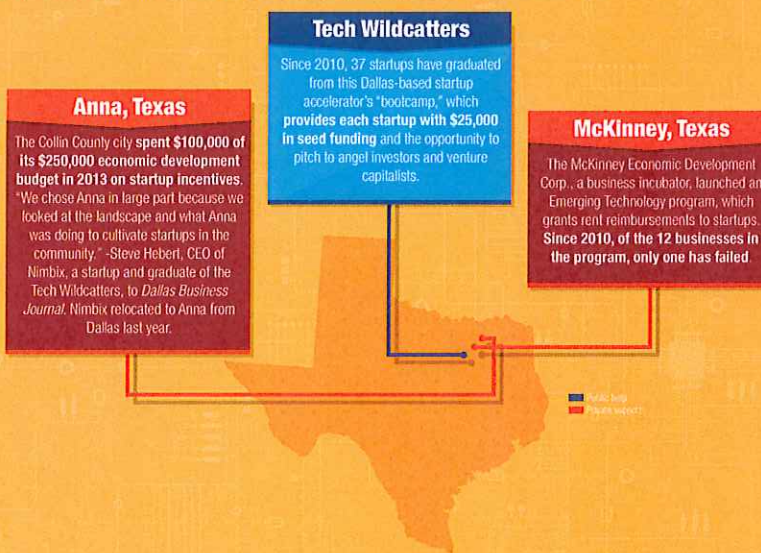 Tech Wildcatters
Since 2010, 37 startups have graduated
from this Dallas-based startup
accelerator's "bootcamp," which
provides each startup with $25,000
in seed funding and the opportunity to
pitch to angel investors and venture
capitalists.
Anna, Texas
The Collin County city spent $100,000 of
its $250,000 economic development
budget in 2013 on startup incentives.
"We chose Anna in large part because we
looked at the landscape and what Anna
was doing to cultivate startups in the
community." -Steve Hebert, CEO of
Nimbix, a startup and graduate of the
Tech Wildcatters, to Dallas Business
Journal. Nimbix relocated to Anna from
Dallas last year.
McKinney, Texas
The McKinney Economic Development
Corp., a business incubator, launched an
Emerging Technology program, which
grants rent reimbursements to startups.
Since 2010, of the 12 businesses in
the program, only one has failed.
Public help
Private